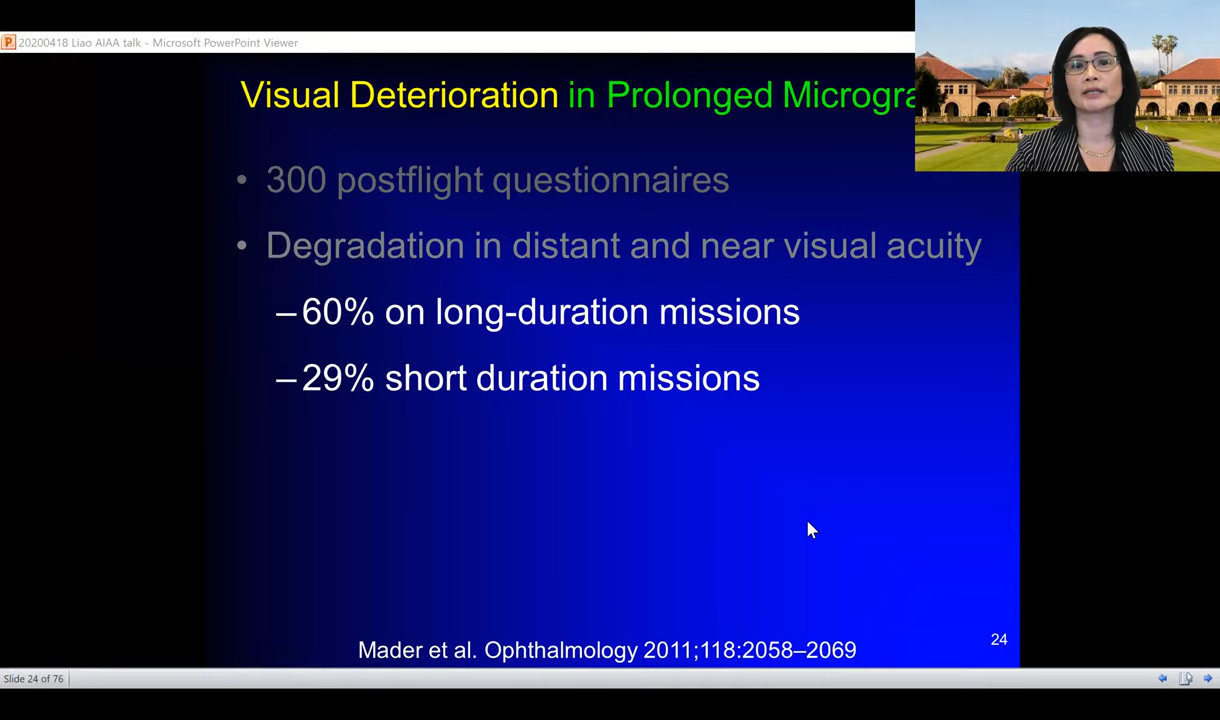 20200418 Liao AIAA talk - Microsoft PowerPoint Viewer
Visual Deterioration in Prolonged Microgra
• 300 postflight questionnaires
• Degradation in distant and near visual acuity
–60% on long-duration missions
–29% short duration missions
Mader et al. Ophthalmology 2011;118:2058–2069
24
Slide 24 of 76